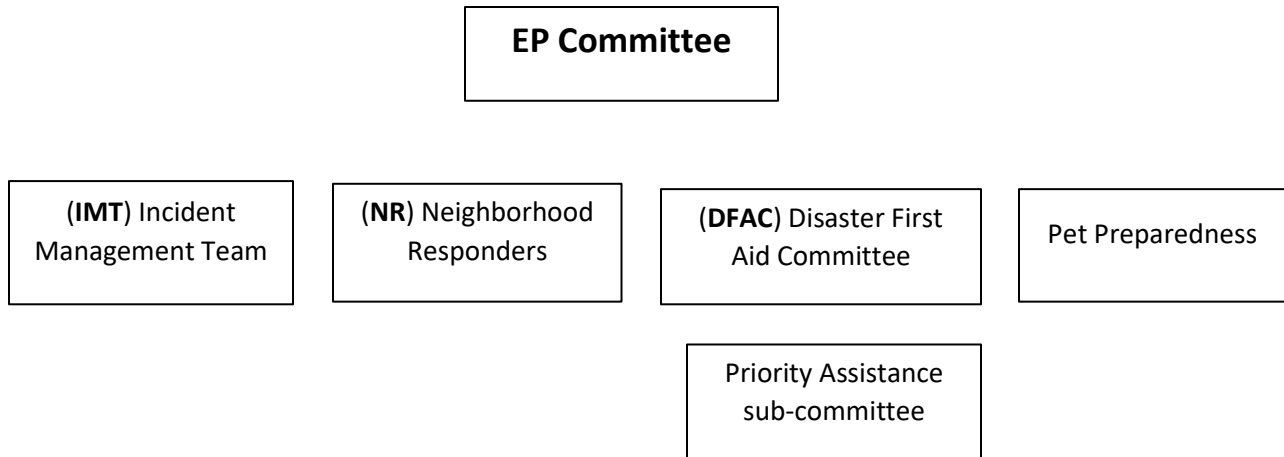 EP Committee
(IMT) Incident
Management Team
(NR) Neighborhood
Responders
(DFAC) Disaster First
Aid Committee
Pet Preparedness
Priority Assistance
sub-committee